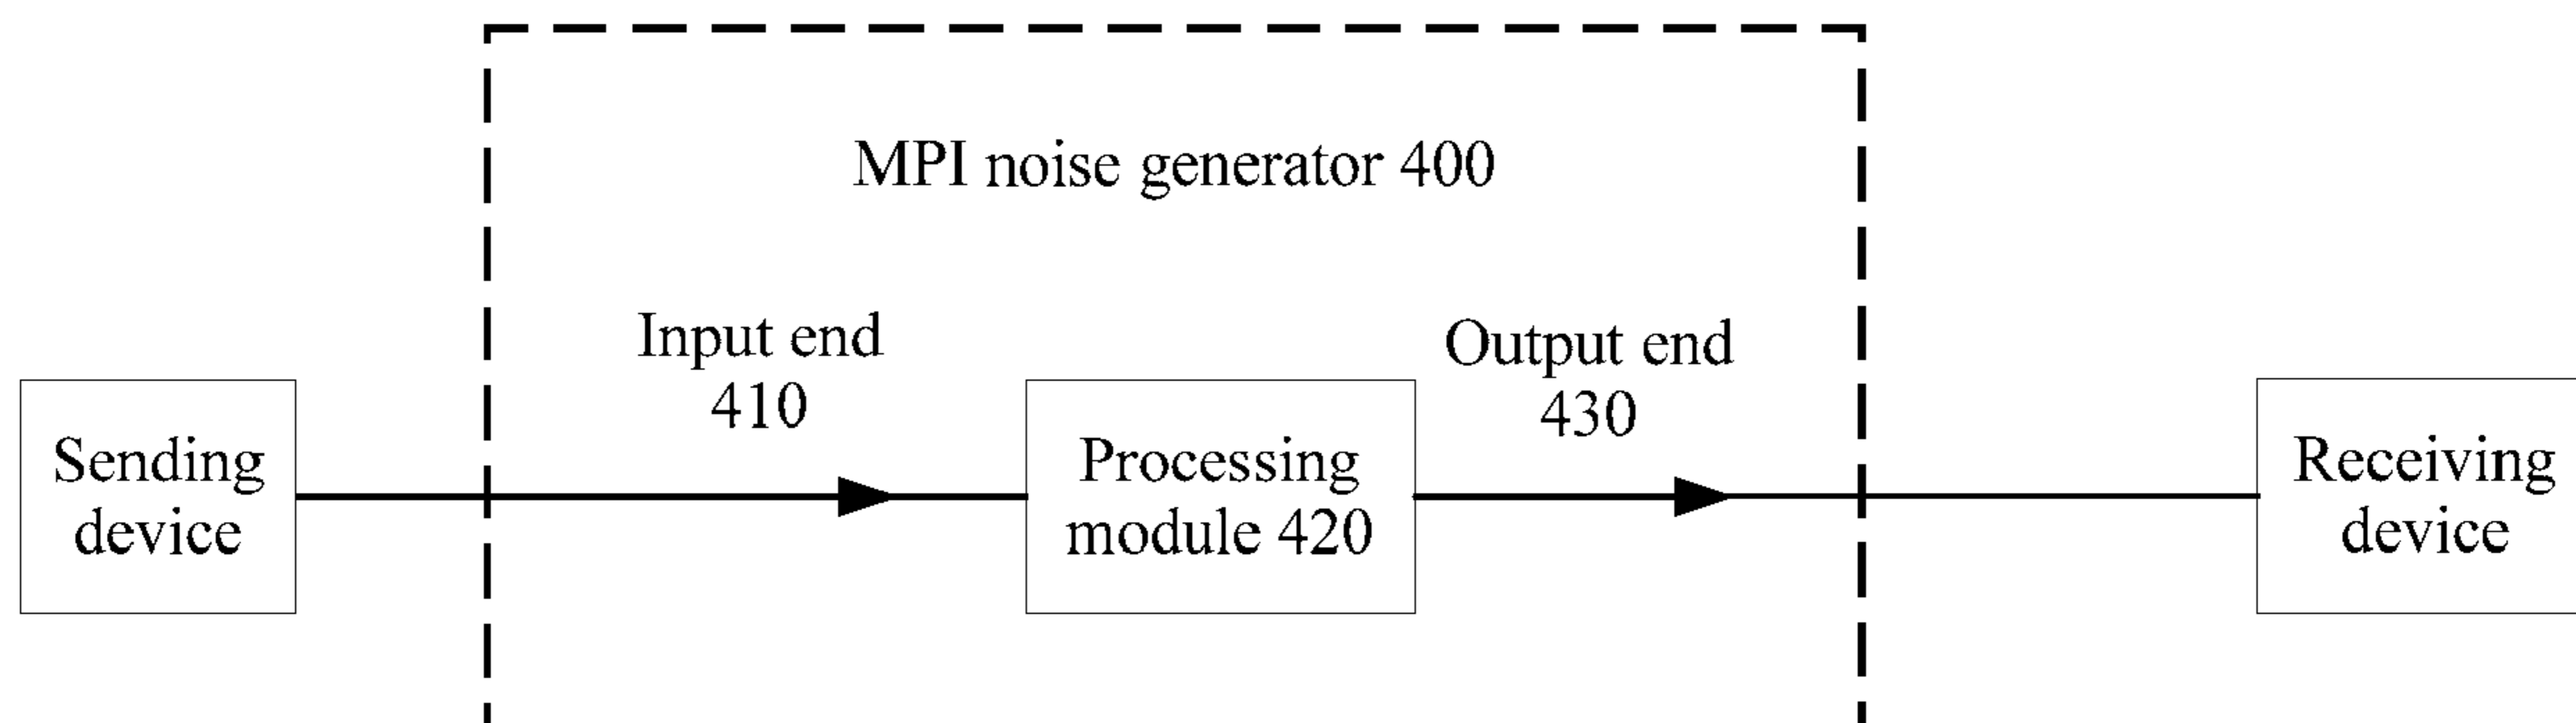 MPI noise generator 400
Input end
410
Output end
430
Sending
device
Processing
module 420
Receiving
device